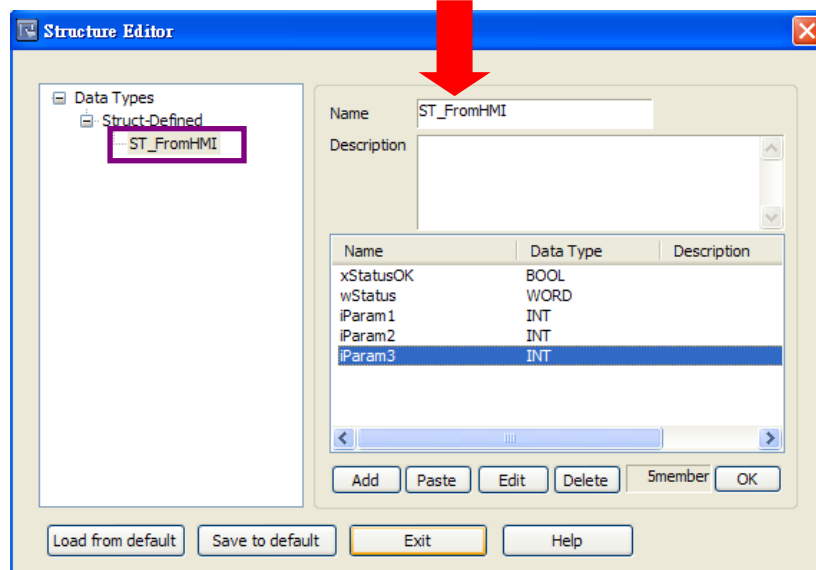 Structure Editor
Data Types
Struct-Defined
ST_FromHMI
Name ST_FromHMI
Description
Name Data Type Description
xStatusOK BOOL
wStatus WORD
iParam1 INT
iParam2 INT
iParam3 INT
Add Paste Edit Delete 5member OK
Load from default Save to default Exit Help